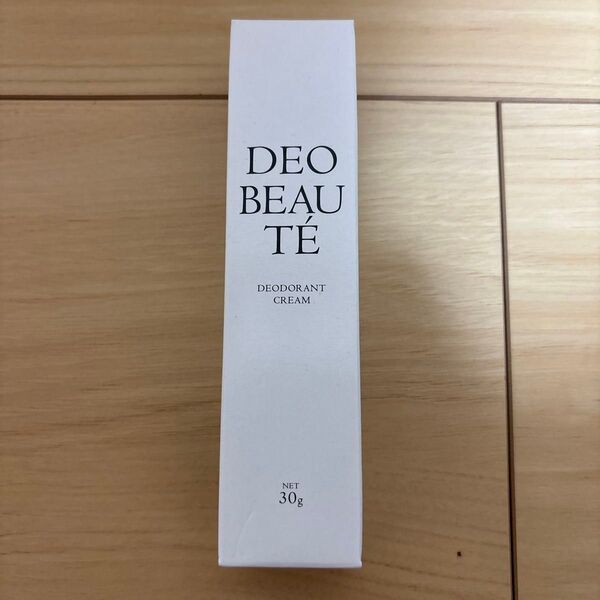 DEO
BEAU
TÉ
DEODORANT
CREAM
NET
30g